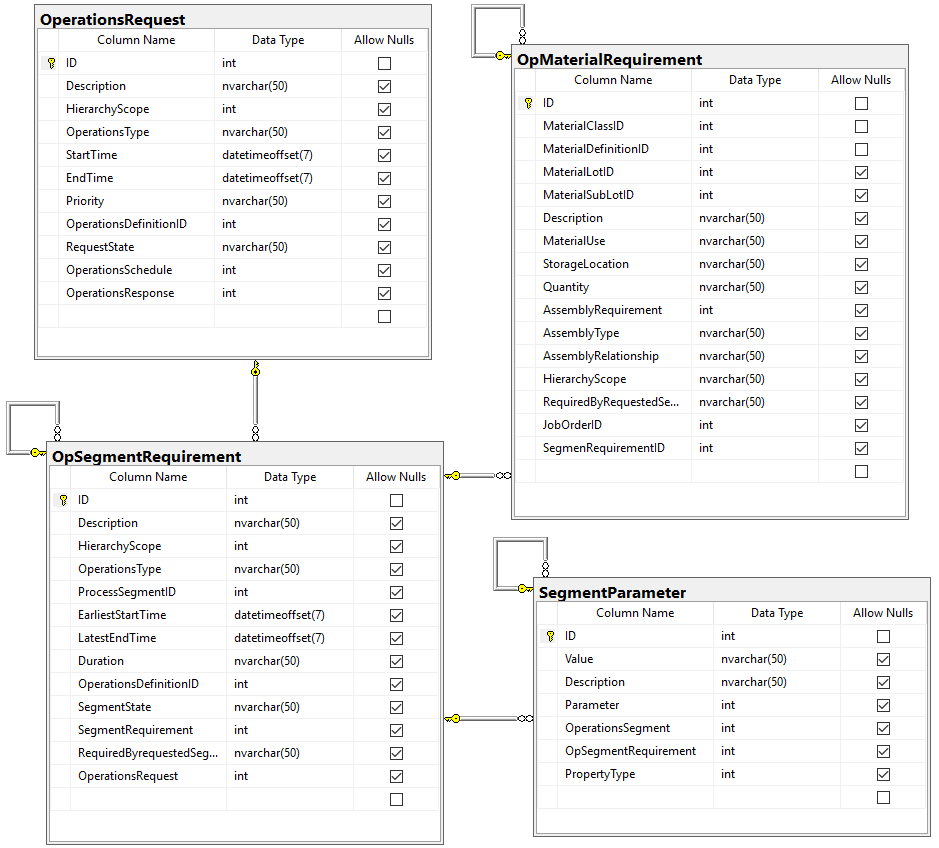 OperationsRequest
Column Name Data Type Allow Nulls
ID int
Description nvarchar(50)
HierarchyScope int
OperationsType nvarchar(50)
StartTime datetimeoffset(7)
EndTime datetimeoffset(7)
Priority nvarchar(50)
OperationsDefinitionID int
RequestState nvarchar(50)
OperationsSchedule int
OperationsResponse int
OpMaterialRequirement
Column Name Data Type Allow Nulls
ID int
MaterialClassID int
MaterialDefinitionID int
MaterialLotID int
MaterialSubLotID int
Description nvarchar(50)
MaterialUse nvarchar(50)
StorageLocation nvarchar(50)
Quantity nvarchar(50)
AssemblyRequirement int
AssemblyType nvarchar(50)
AssemblyRelationship nvarchar(50)
HierarchyScope nvarchar(50)
RequiredByRequestedSe... nvarchar(50)
JobOrderID int
SegmenRequirementID int
OpSegmentRequirement
Column Name Data Type Allow Nulls
ID int
Description nvarchar(50)
HierarchyScope int
OperationsType nvarchar(50)
ProcessSegmentID int
EarliestStartTime datetimeoffset(7)
LatestEndTime datetimeoffset(7)
Duration nvarchar(50)
OperationsDefinitionID int
SegmentState nvarchar(50)
SegmentRequirement int
RequiredByrequestedSeg... nvarchar(50)
OperationsRequest int
SegmentParameter
Column Name Data Type Allow Nulls
ID int
Value nvarchar(50)
Description nvarchar(50)
Parameter int
OperationsSegment int
OpSegmentRequirement int
PropertyType int